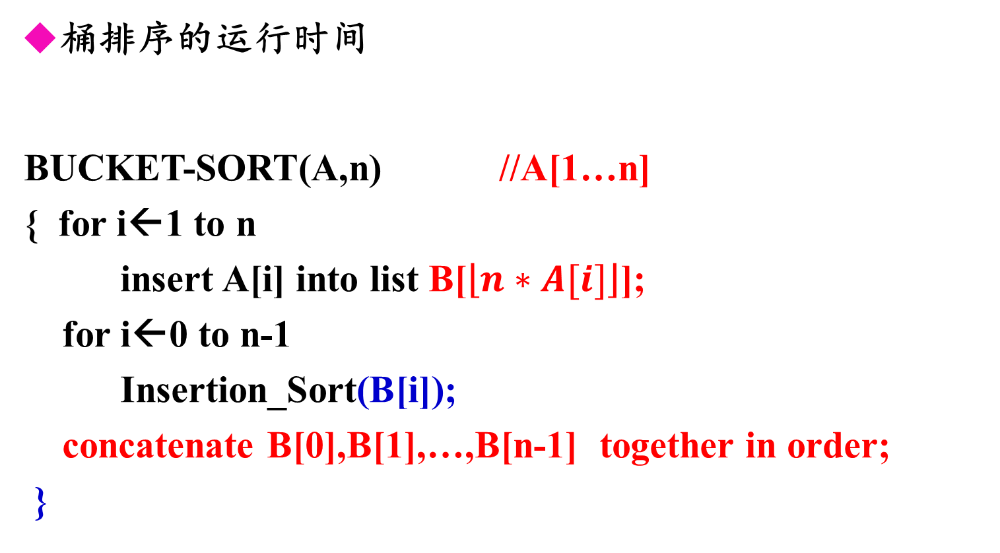 ◆桶排序的运行时间
BUCKET-SORT(A,n) //A[1…n]
{ for i←1 to n
insert A[i] into list B[⌊n ∗ A[i]⌋];
for i←0 to n-1
Insertion_Sort(B[i]);
concatenate B[0],B[1],…,B[n-1] together in order;
}